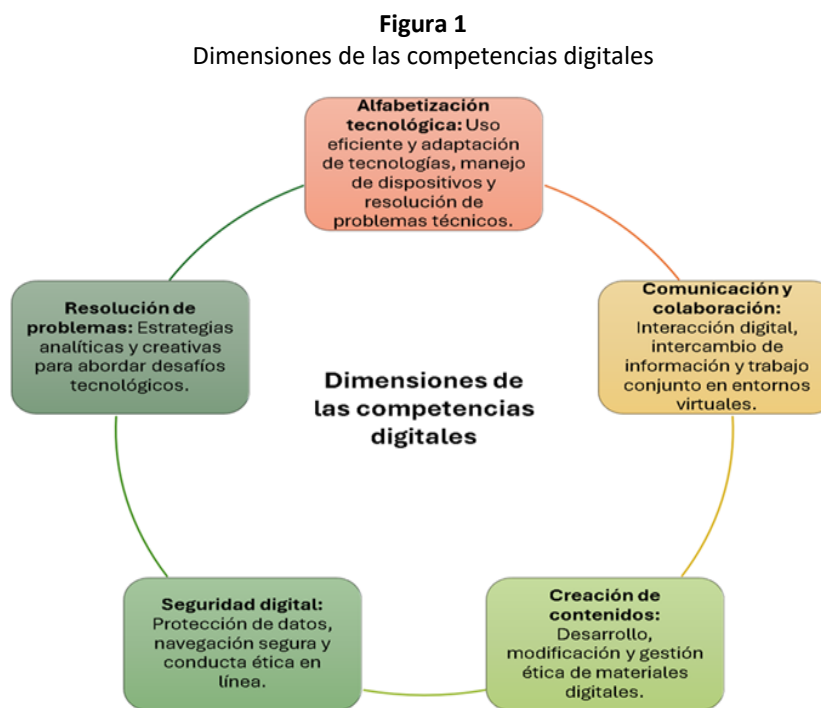 Figura 1
Dimensiones de las competencias digitales
Alfabetización
tecnológica: Uso
eficiente y adaptación
de tecnologías, manejo
de dispositivos y
resolución de
problemas técnicos.
Comunicación y
colaboración:
Interacción digital,
intercambio de
información y trabajo
conjunto en entornos
virtuales.
Resolución de
problemas: Estrategias
analíticas y creativas
para abordar desafíos
tecnológicos.
Dimensiones de
las competencias
digitales
Creación de
contenidos:
Desarrollo,
modificación y gestión
ética de materiales
digitales.
Seguridad digital:
Protección de datos,
navegación segura y
conducta ética en
línea.